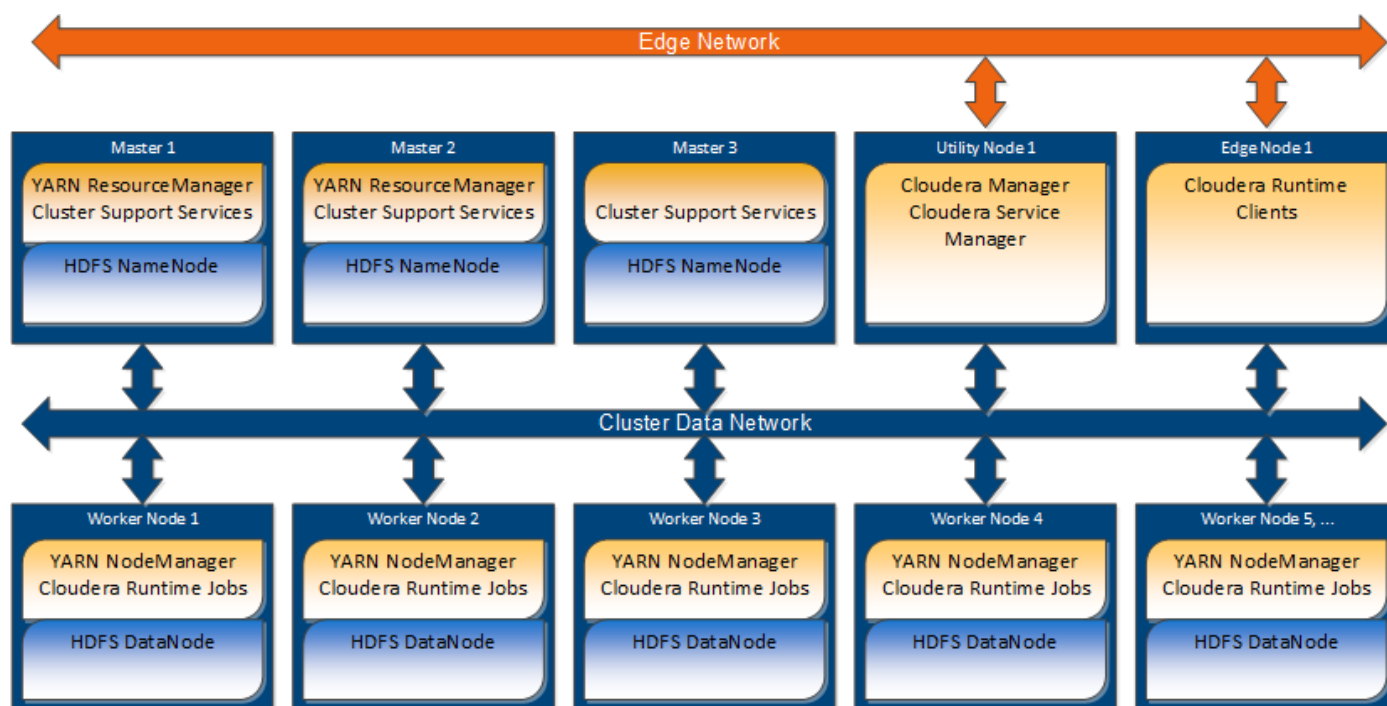 Edge Network
Master 1
YARN ResourceManager
Cluster Support Services
HDFS NameNode
Master 2
YARN ResourceManager
Cluster Support Services
HDFS NameNode
Master 3
Cluster Support Services
HDFS NameNode
Utility Node 1
Cloudera Manager
Cloudera Service
Manager
Edge Node 1
Cloudera Runtime
Clients
Cluster Data Network
Worker Node 1
YARN NodeManager
Cloudera Runtime Jobs
HDFS DataNode
Worker Node 2
YARN NodeManager
Cloudera Runtime Jobs
HDFS DataNode
Worker Node 3
YARN NodeManager
Cloudera Runtime Jobs
HDFS DataNode
Worker Node 4
YARN NodeManager
Cloudera Runtime Jobs
HDFS DataNode
Worker Node 5, ...
YARN NodeManager
Cloudera Runtime Jobs
HDFS DataNode